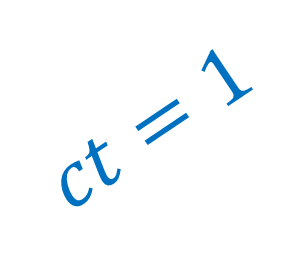 ct = 1